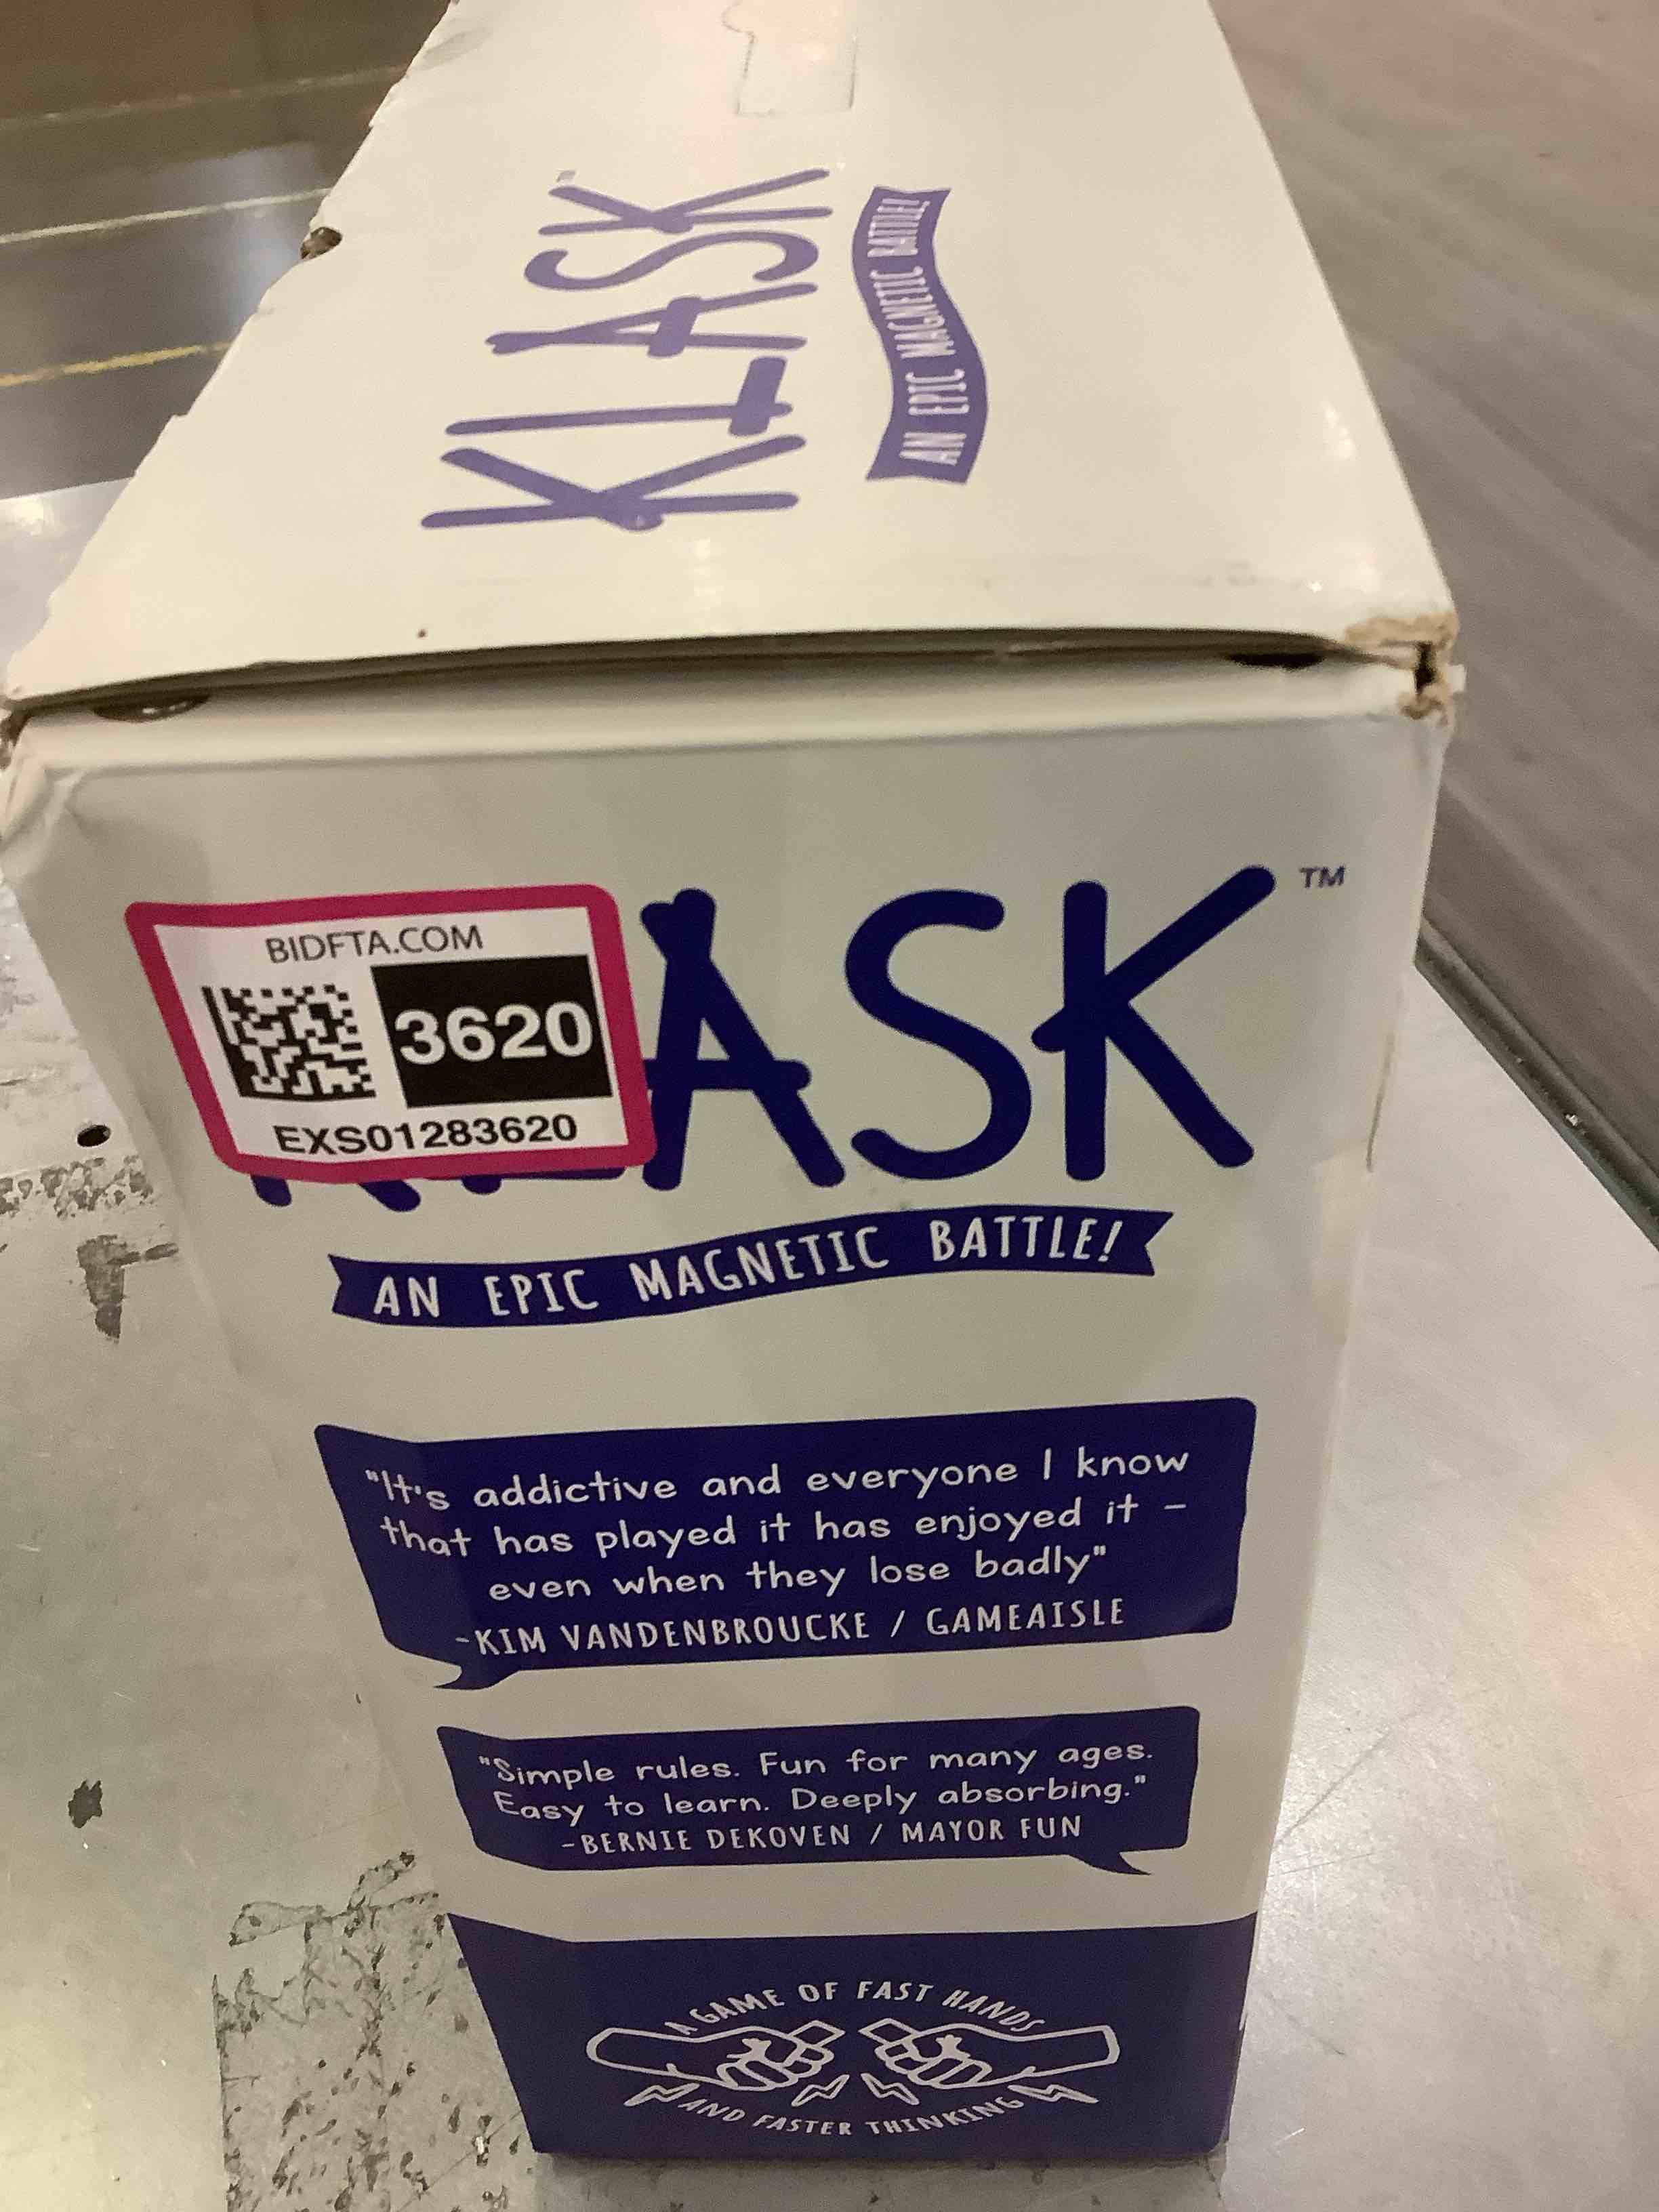 KLASK
AN EPIC MAGNETIC BATTLE!
BIDFTA.COM
3620
EXS01283620
KLASK™
AN EPIC MAGNETIC BATTLE!
"It's addictive and everyone I know
that has played it has enjoyed it -
even when they lose badly"
-KIM VANDENBROUCKE / GAMEAISLE
"Simple rules. Fun for many ages.
Easy to learn. Deeply absorbing."
-BERNIE DEKOVEN / MAYOR FUN
A GAME OF FAST HANDS
AND FASTER THINKING